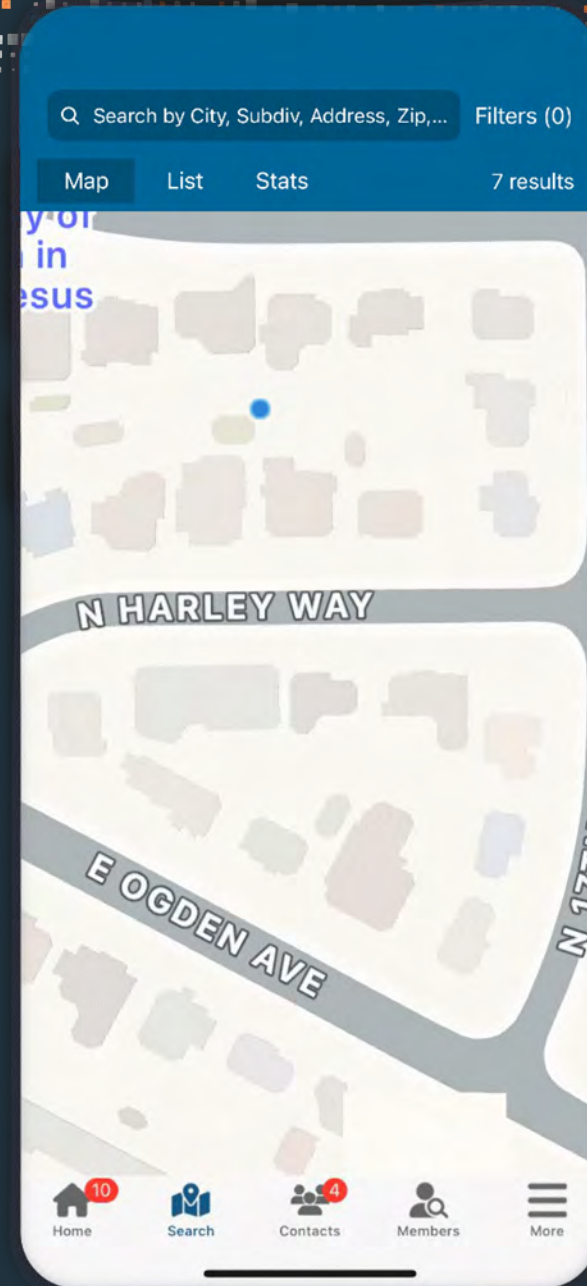 Search by City, Subdiv, Address, Zip,... Filters (0)
Map List Stats 7 results
y of
in
esus
N HARLEY WAY
E OGDEN AVE
10
4
Home Search Contacts Members More